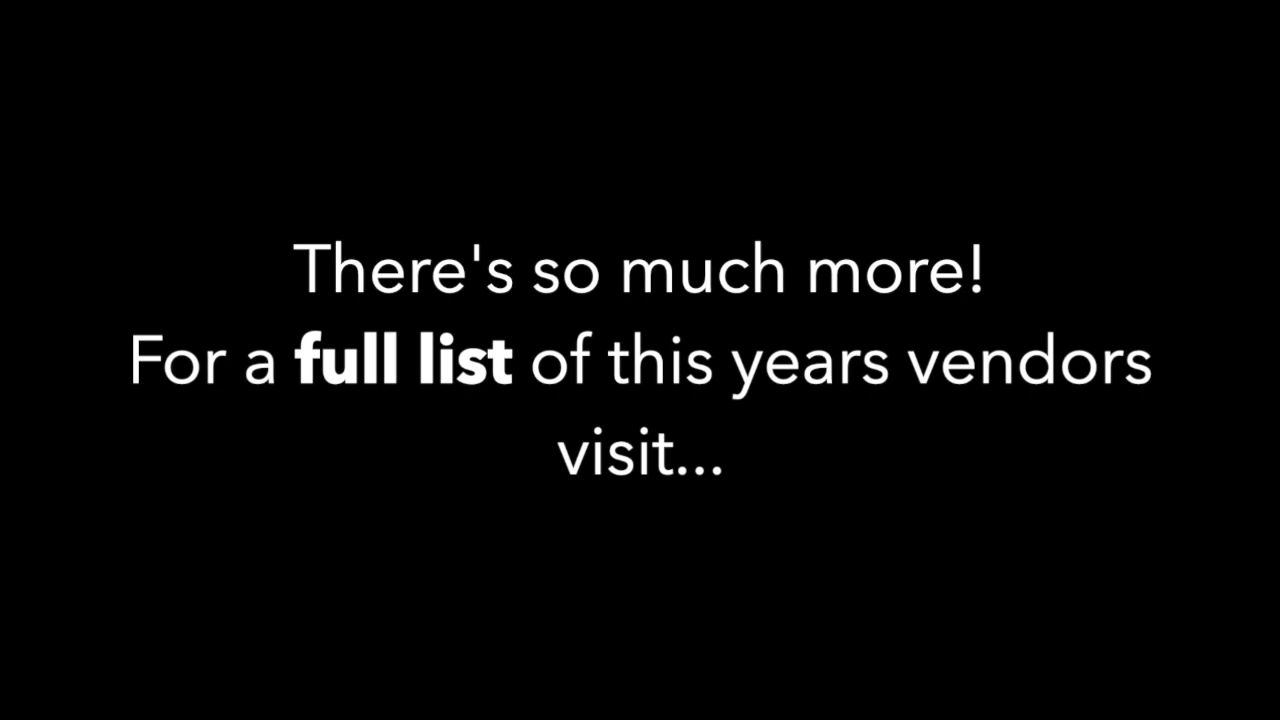 There's so much more!
For a full list of this years vendors
visit...